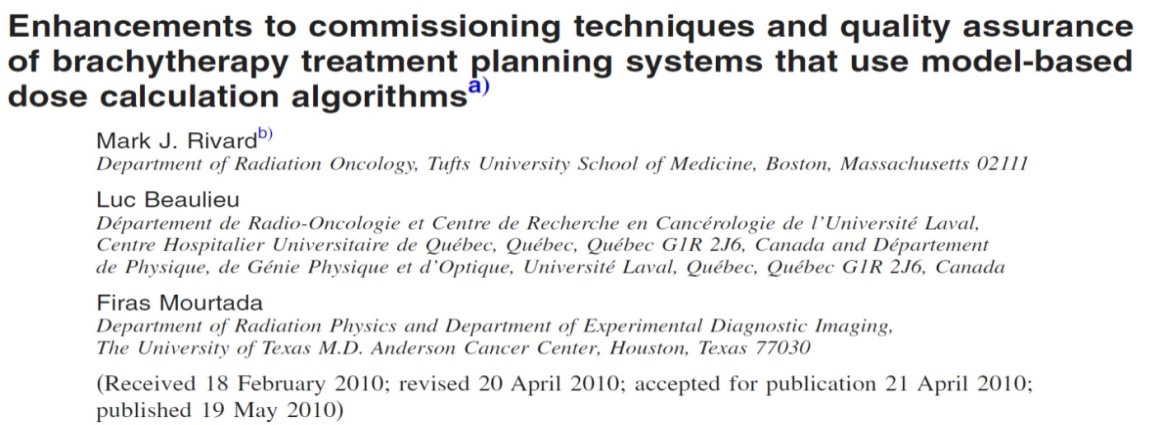 Enhancements to commissioning techniques and quality assurance
of brachytherapy treatment planning systems that use model-based
dose calculation algorithms a)
Mark J. Rivard b)
Department of Radiation Oncology, Tufts University School of Medicine, Boston, Massachusetts 02111
Luc Beaulieu
Département de Radio-Oncologie et Centre de Recherche en Cancérologie de l'Université Laval,
Centre Hospitalier Universitaire de Québec, Québec, Québec G1R 2J6, Canada and Département
de Physique, de Génie Physique et d'Optique, Université Laval, Québec, Québec G1R 2J6, Canada
Firas Mourtada
Department of Radiation Physics and Department of Experimental Diagnostic Imaging,
The University of Texas M.D. Anderson Cancer Center, Houston, Texas 77030
(Received 18 February 2010; revised 20 April 2010; accepted for publication 21 April 2010;
published 19 May 2010)